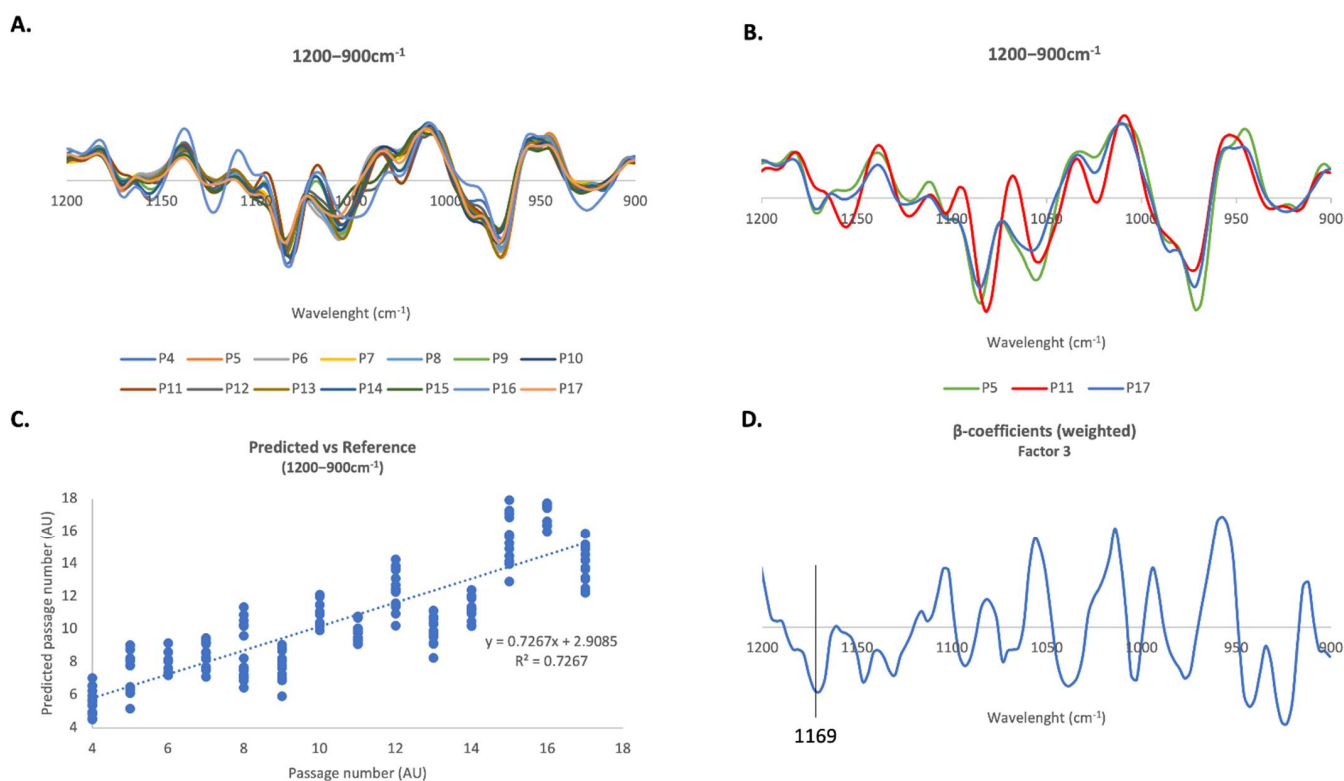 A.
1200–900cm-1
1200 1150 1100 1050 1000 950 900
Wavelenght (cm-1)
P4 P5 P6 P7 P8 P9 P10
P11 P12 P13 P14 P15 P16 P17
B.
1200–900cm-1
1200 1150 1100 1050 1000 950 900
Wavelenght (cm-1)
P5 P11 P17
C.
Predicted vs Reference
(1200–900cm-1)
Predicted passage number (AU)
18
16
14
12
10
8
6
4
y = 0.7267x + 2.9085
R² = 0.7267
4 6 8 10 12 14 16 18
Passage number (AU)
D.
β-coefficients (weighted)
Factor 3
1200 1150 1100 1050 1000 950 900
Wavelenght (cm-1)
1169